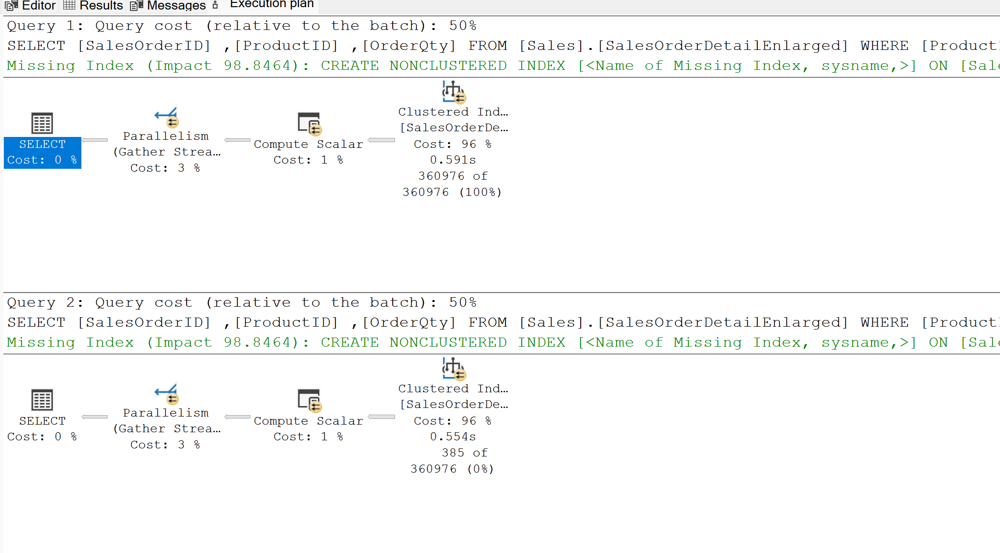 Editor Results Messages Execution plan
Query 1: Query cost (relative to the batch): 50%
SELECT [SalesOrderID] ,[ProductID] ,[OrderQty] FROM [Sales].[SalesOrderDetailEnlarged] WHERE [Product
Missing Index (Impact 98.8464): CREATE NONCLUSTERED INDEX [<Name of Missing Index, sysname,>] ON [Sal
SELECT
Cost: 0 %
Parallelism
(Gather Strea…
Cost: 3 %
Compute Scalar
Cost: 1 %
Clustered Ind…
[SalesOrderDe…
Cost: 96 %
0.591s
360976 of
360976 (100%)
Query 2: Query cost (relative to the batch): 50%
SELECT [SalesOrderID] ,[ProductID] ,[OrderQty] FROM [Sales].[SalesOrderDetailEnlarged] WHERE [Product
Missing Index (Impact 98.8464): CREATE NONCLUSTERED INDEX [<Name of Missing Index, sysname,>] ON [Sal
SELECT
Cost: 0 %
Parallelism
(Gather Strea…
Cost: 3 %
Compute Scalar
Cost: 1 %
Clustered Ind…
[SalesOrderDe…
Cost: 96 %
0.554s
385 of
360976 (0%)